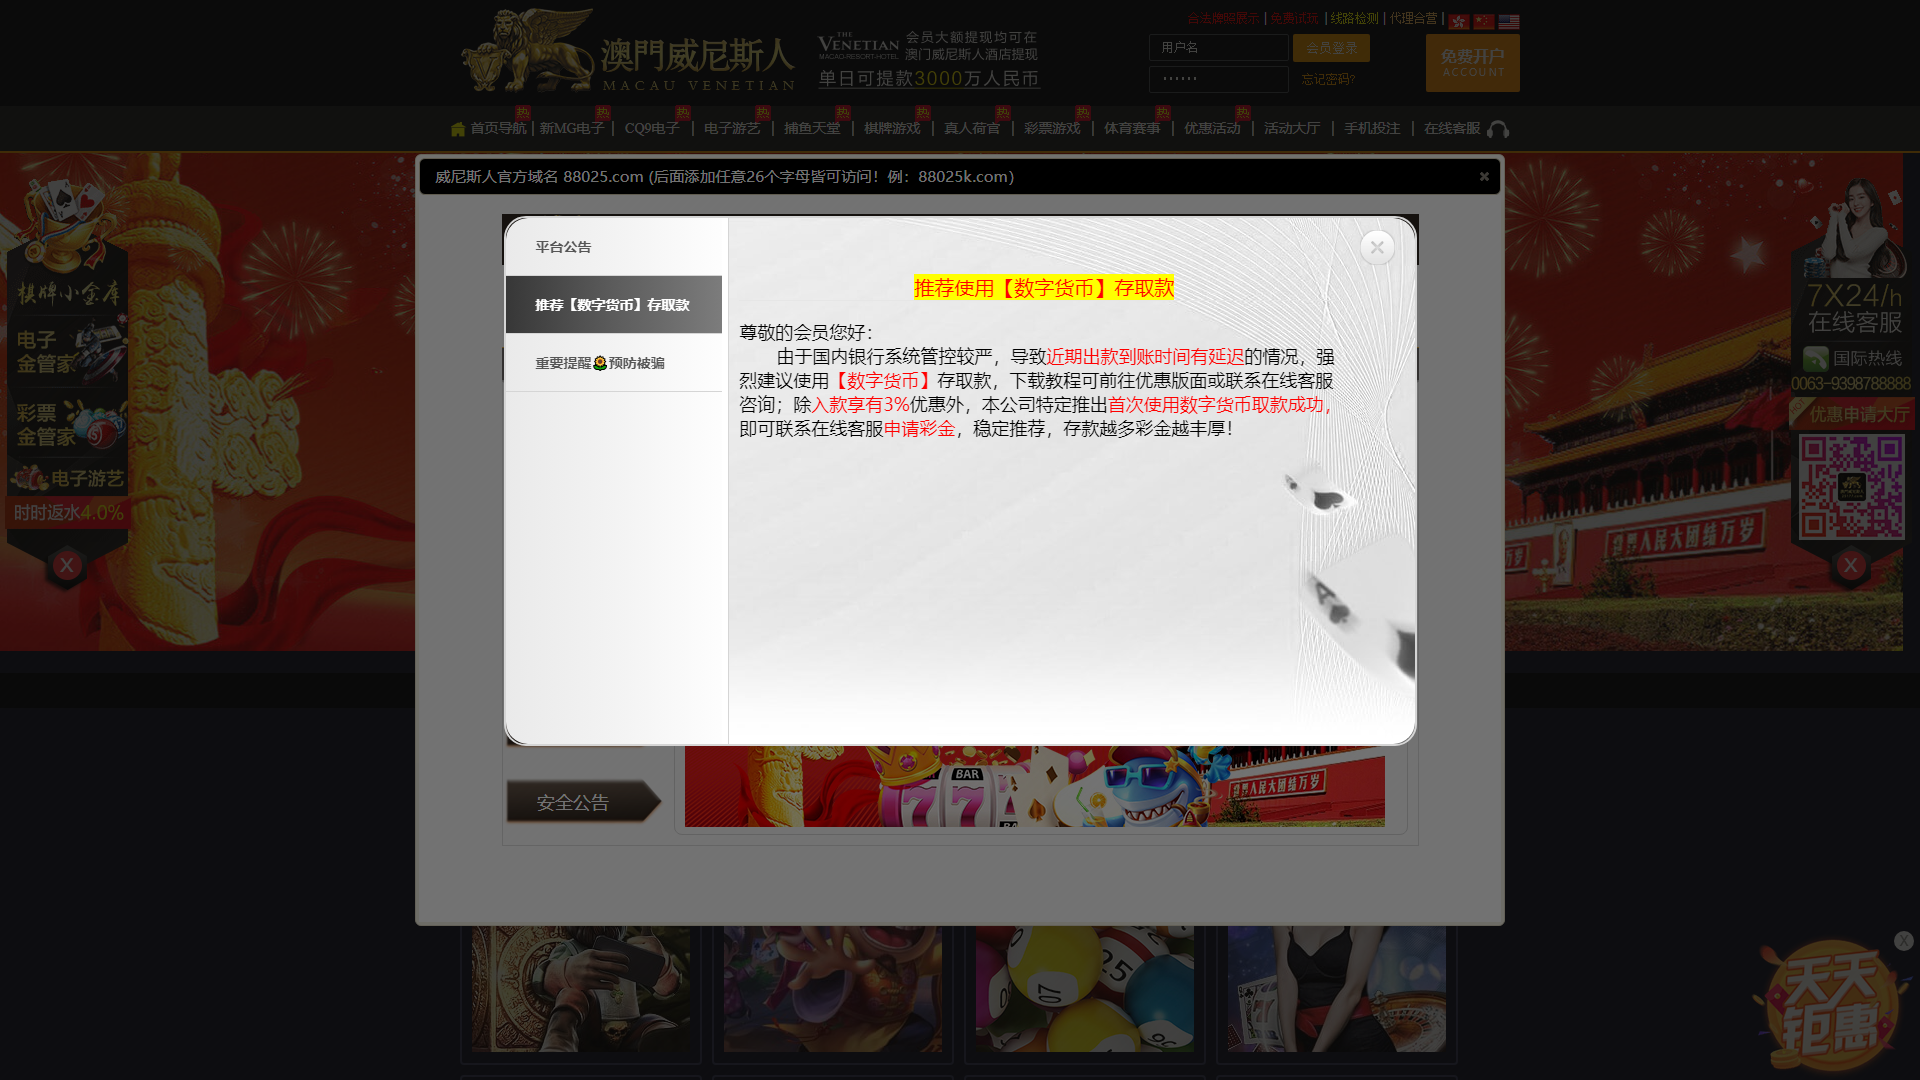 澳門威尼斯人
MACAU VENETIAN
THE
VENETIAN
MACAO-RESORT-HOTEL
会员大额提现均可在
澳门威尼斯人酒店提现
单日可提款3000万人民币
合法牌照展示 | 免费试玩 | 线路检测 | 代理合营 |
用户名
会员登录
忘记密码?
免费开户
ACCOUNT
热 热 热 热 热 热 热 热 热 热
首页导航 | 新MG电子 | CQ9电子 | 电子游艺 | 捕鱼天堂 | 棋牌游戏 | 真人荷官 | 彩票游戏 | 体育赛事 | 优惠活动 | 活动大厅 | 手机投注 | 在线客服
威尼斯人官方域名 88025.com (后面添加任意26个字母皆可访问！例：88025k.com)
平台公告
推荐【数字货币】存取款
重要提醒🌻预防被骗
推荐使用【数字货币】存取款
尊敬的会员您好：
由于国内银行系统管控较严，导致近期出款到账时间有延迟的情况，强
烈建议使用【数字货币】存取款，下载教程可前往优惠版面或联系在线客服
咨询；除入款享有3%优惠外，本公司特定推出首次使用数字货币取款成功，
即可联系在线客服申请彩金，稳定推荐，存款越多彩金越丰厚！
棋牌小金库
电子
金管家
彩票
金管家
电子游艺
时时返水4.0%
X
7X24/h
在线客服
国际热线
0063-9398788888
优惠申请大厅
X
人民大团结万岁
安全公告
BAR
77
人民大团结万岁
07
25
天天
钜惠
X